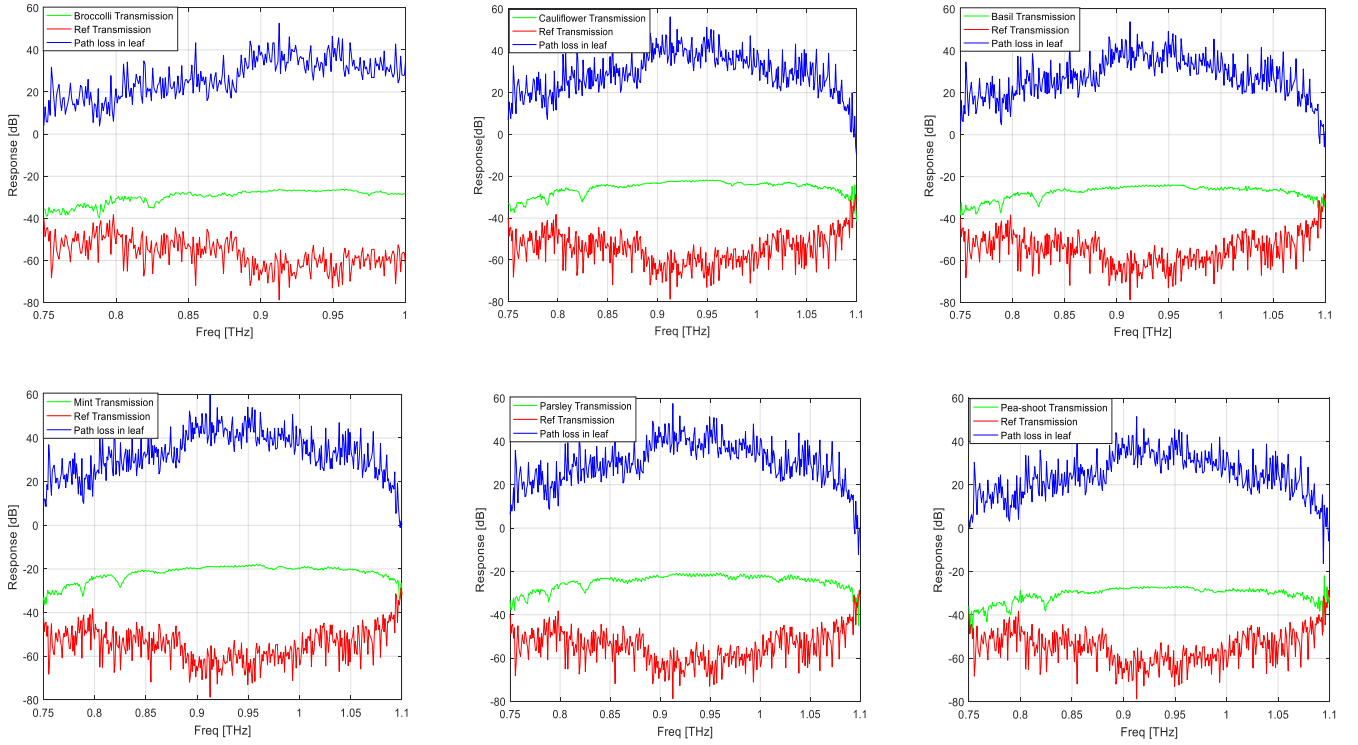 Broccolli Transmission
Ref Transmission
Path loss in leaf
60
40
20
0
-20
-40
-60
-80
Response [dB]
0.75 0.8 0.85 0.9 0.95 1
Freq [THz]
Cauliflower Transmission
Ref Transmission
Path loss in leaf
60
40
20
0
-20
-40
-60
-80
Response[dB]
0.75 0.8 0.85 0.9 0.95 1 1.05 1.1
Freq [THz]
Basil Transmission
Ref Transmission
Path loss in leaf
60
40
20
0
-20
-40
-60
-80
Response [dB]
0.75 0.8 0.85 0.9 0.95 1 1.05 1.1
Freq [THz]
Mint Transmission
Ref Transmission
Path loss in leaf
60
40
20
0
-20
-40
-60
-80
Response [dB]
0.75 0.8 0.85 0.9 0.95 1 1.05 1.1
Freq [THz]
Parsley Transmission
Ref Transmission
Path loss in leaf
60
40
20
0
-20
-40
-60
-80
Response [dB]
0.75 0.8 0.85 0.9 0.95 1 1.05 1.1
Freq [THz]
Pea-shoot Transmission
Ref Transmission
Path loss in leaf
60
40
20
0
-20
-40
-60
-80
Response [dB]
0.75 0.8 0.85 0.9 0.95 1 1.05 1.1
Freq [THz]